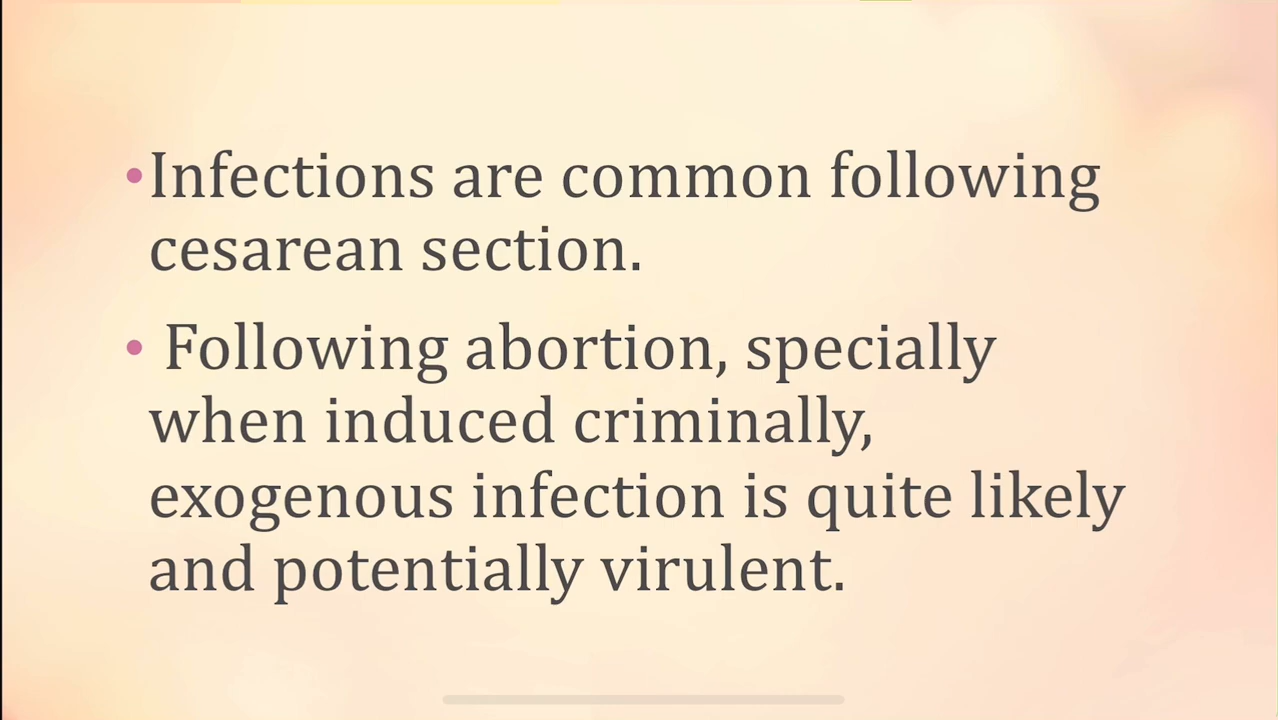 •Infections are common following
cesarean section.
• Following abortion, specially
when induced criminally,
exogenous infection is quite likely
and potentially virulent.